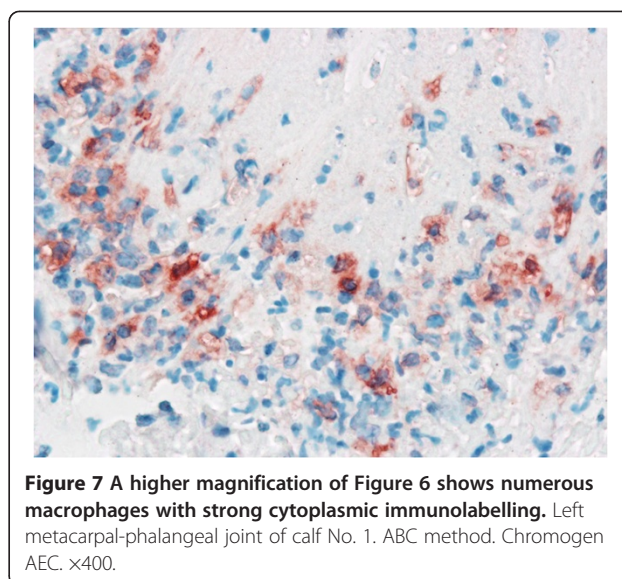 Figure 7 A higher magnification of Figure 6 shows numerous
macrophages with strong cytoplasmic immunolabelling. Left
metacarpal-phalangeal joint of calf No. 1. ABC method. Chromogen
AEC. ×400.